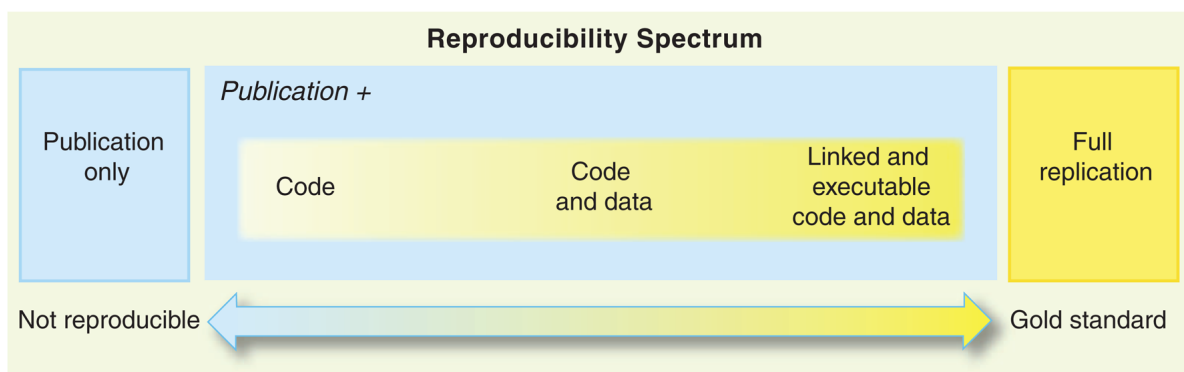 Reproducibility Spectrum
Publication +
Publication
only
Code
Code
and data
Linked and
executable
code and data
Full
replication
Not reproducible
Gold standard